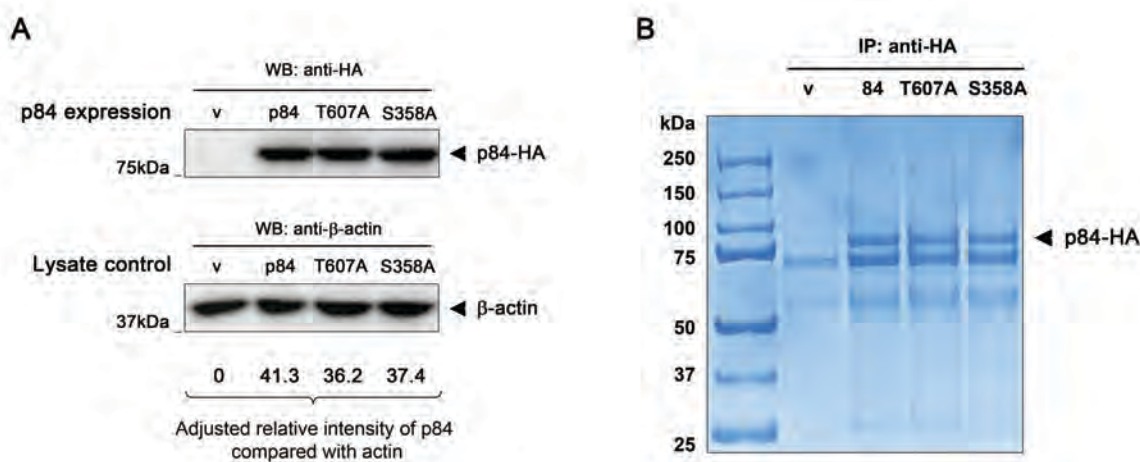 A
WB: anti-HA
p84 expression
v p84 T607A S358A
75kDa
p84-HA
WB: anti-β-actin
Lysate control
v p84 T607A S358A
37kDa
β-actin
0 41.3 36.2 37.4
Adjusted relative intensity of p84
compared with actin
B
IP: anti-HA
v 84 T607A S358A
kDa
250
150
100
p84-HA
75
50
37
25